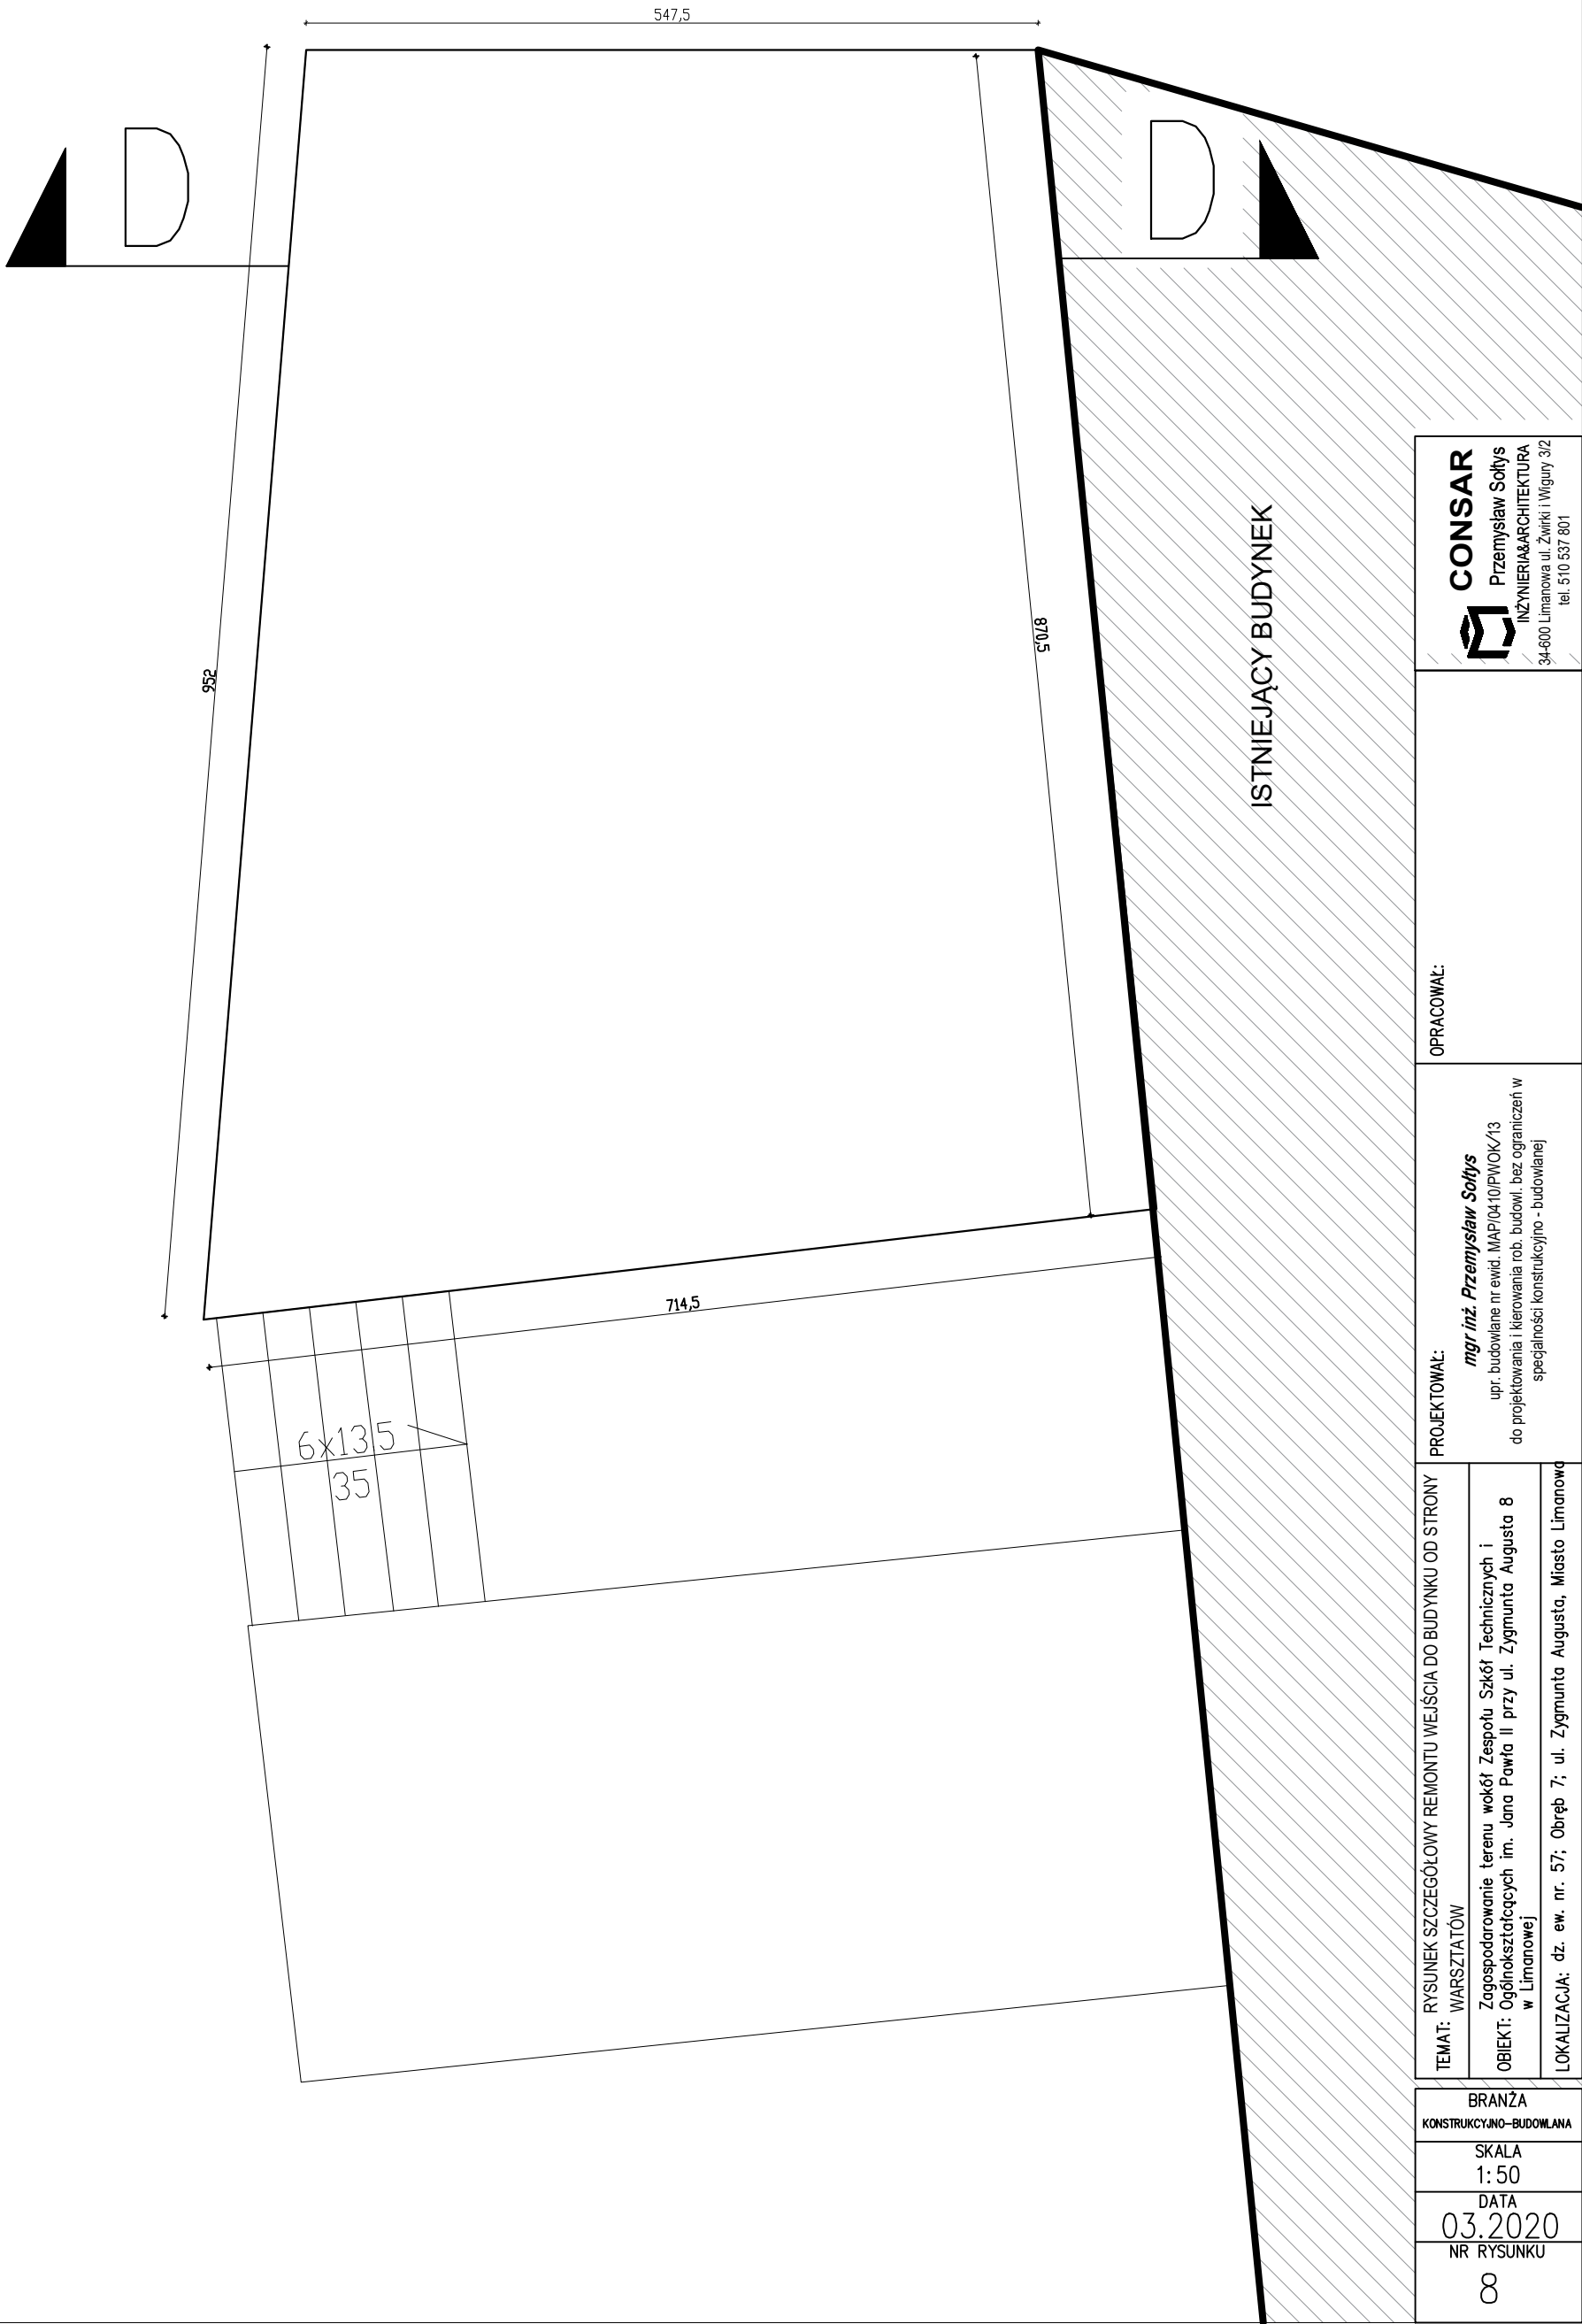 547,5
D
D
952
870,5
714,5
6x13,5
35
ISTNIEJĄCY BUDYNEK
CONSAR
Przemysław Sołtys
INŻYNIERIA&ARCHITEKTURA
34-600 Limanowa ul. Żwirki i Wigury 3/2
tel. 510 537 801
OPRACOWAŁ:
PROJEKTOWAŁ:
mgr inż. Przemysław Sołtys
upr. budowlane nr ewid. MAP/0410/PWOK/13
do projektowania i kierowania rob. budowl. bez ograniczeń w
specjalności konstrukcyjno - budowlanej
TEMAT: RYSUNEK SZCZEGÓŁOWY REMONTU WEJŚCIA DO BUDYNKU OD STRONY
WARSZTATÓW
Zagospodarowanie terenu wokół Zespołu Szkół Technicznych i
OBIEKT: Ogólnokształcących im. Jana Pawła II przy ul. Zygmunta Augusta 8
w Limanowej
LOKALIZACJA: dz. ew. nr. 57; Obręb 7; ul. Zygmunta Augusta, Miasto Limanowa
BRANŻA
KONSTRUKCYJNO-BUDOWLANA
SKALA
1:50
DATA
03.2020
NR RYSUNKU
8